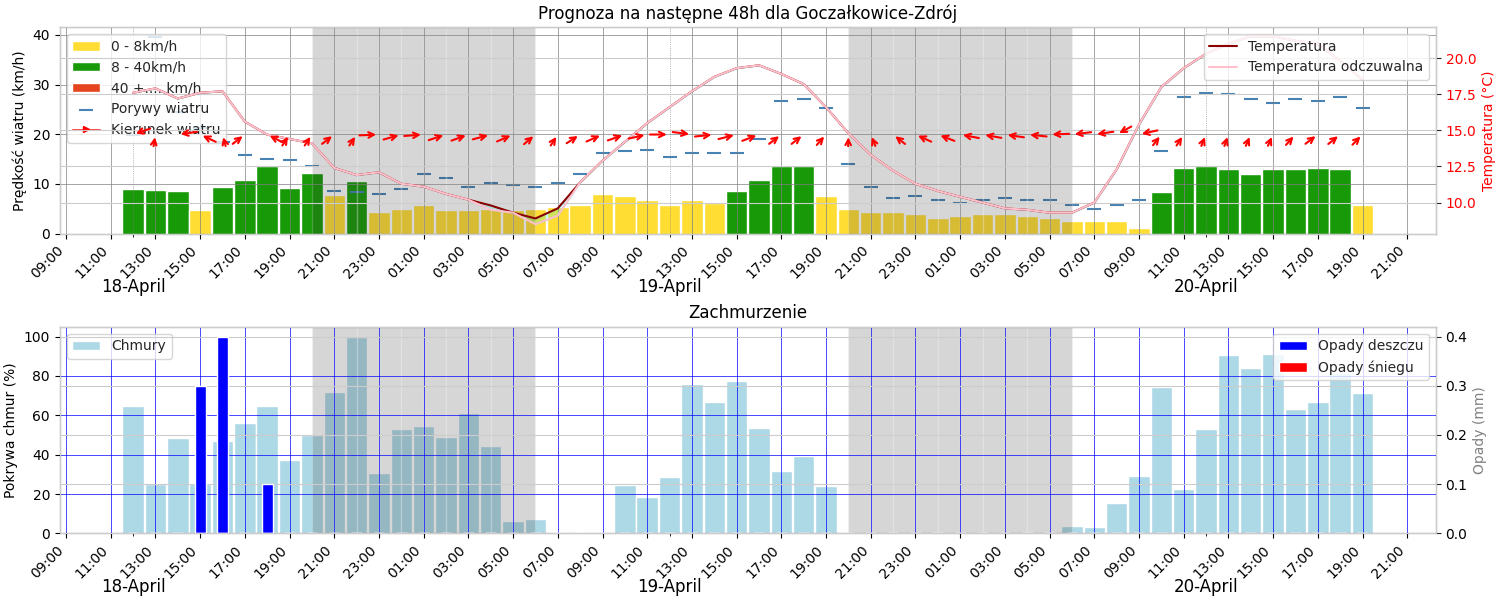 Prognoza na następne 48h dla Goczałkowice-Zdrój
Prędkość wiatru (km/h)
40
30
20
10
0
0 - 8km/h
8 - 40km/h
40 +.... km/h
Porywy wiatru
Kierunek wiatru
Temperatura
Temperatura odczuwalna
20.0
17.5
15.0
12.5
10.0
Temperatura (°C)
09:00 11:00 13:00 15:00 17:00 19:00 21:00 23:00 01:00 03:00 05:00 07:00 09:00 11:00 13:00 15:00 17:00 19:00 21:00 23:00 01:00 03:00 05:00 07:00 09:00 11:00 13:00 15:00 17:00 19:00 21:00
18-April 19-April 20-April
Zachmurzenie
Pokrywa chmur (%)
100
80
60
40
20
0
Chmury
Opady deszczu
Opady śniegu
0.4
0.3
0.2
0.1
0.0
Opady (mm)
09:00 11:00 13:00 15:00 17:00 19:00 21:00 23:00 01:00 03:00 05:00 07:00 09:00 11:00 13:00 15:00 17:00 19:00 21:00 23:00 01:00 03:00 05:00 07:00 09:00 11:00 13:00 15:00 17:00 19:00 21:00
18-April 19-April 20-April